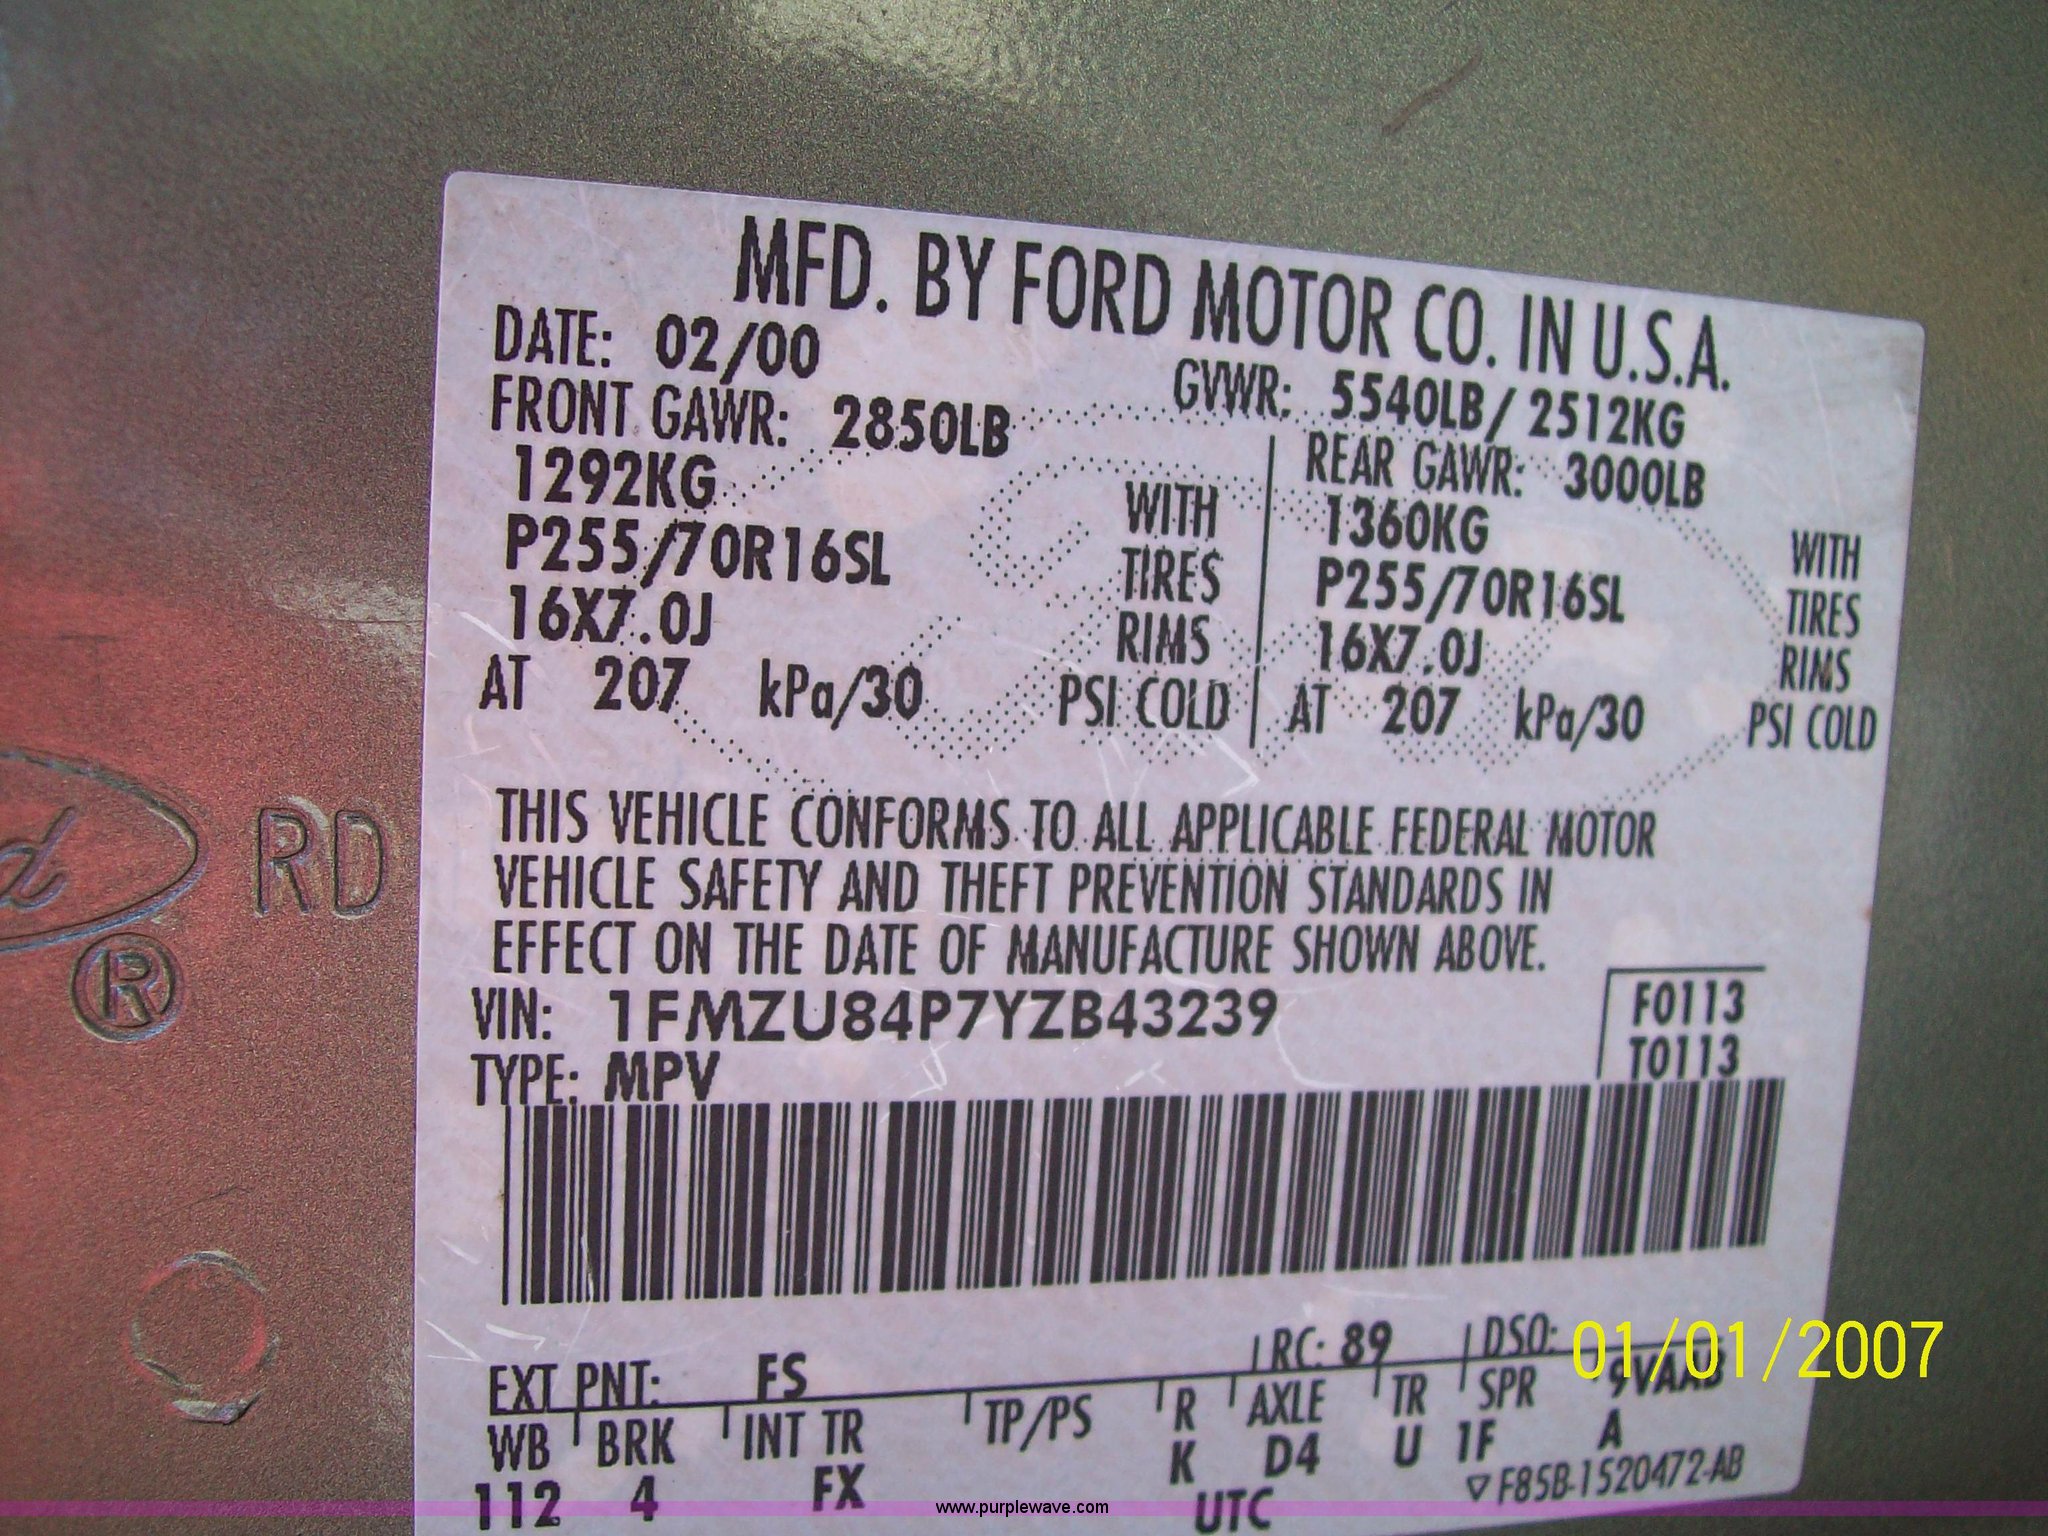 MFD. BY FORD MOTOR CO. IN U.S.A.
DATE: 02/00
GVWR: 5540LB/2512KG
FRONT GAWR: 2850LB
1292KG
P255/70R16SL
16X7.0J
AT 207 kPa/30
WITH
TIRES
RIMS
PSI COLD
REAR GAWR: 3000LB
1360KG
P255/70R16SL
16X7.0J
AT 207 kPa/30
WITH
TIRES
RIMS
PSI COLD
THIS VEHICLE CONFORMS TO ALL APPLICABLE FEDERAL MOTOR
VEHICLE SAFETY AND THEFT PREVENTION STANDARDS IN
EFFECT ON THE DATE OF MANUFACTURE SHOWN ABOVE.
VIN: 1FMZU84P7YZB43239
TYPE: MPV
F0113
T0113
EXT PNT: FS
RC: 89
DSO:
WB BRK INT TR TP/PS R AXLE TR SPR 9VAAB
112 4 FX K D4 U 1F A
UTC
▽ F85B-1520472-AB
® RD
01/01/2007
www.purplewave.com